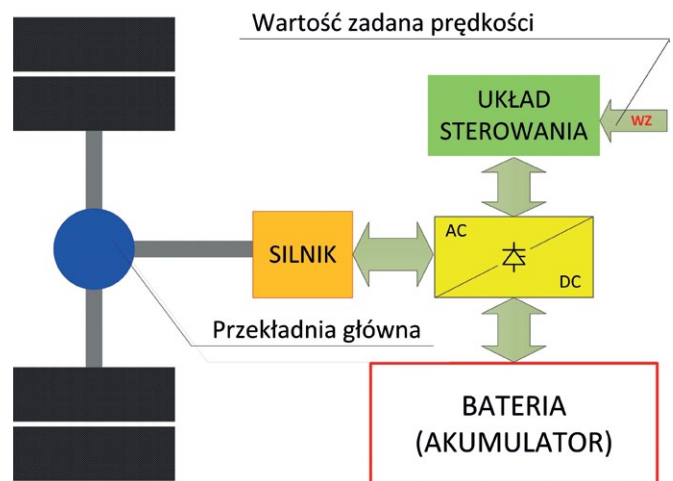 Wartość zadana prędkości
UKŁAD
STEROWANIA
WZ
AC
SILNIK
DC
Przekładnia główna
BATERIA
(AKUMULATOR)